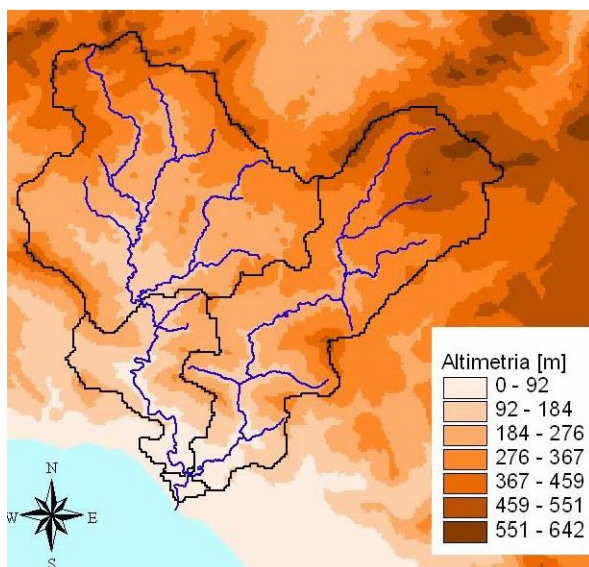 Altimetria [m]
0 - 92
92 - 184
184 - 276
276 - 367
367 - 459
459 - 551
551 - 642
N
W E
S